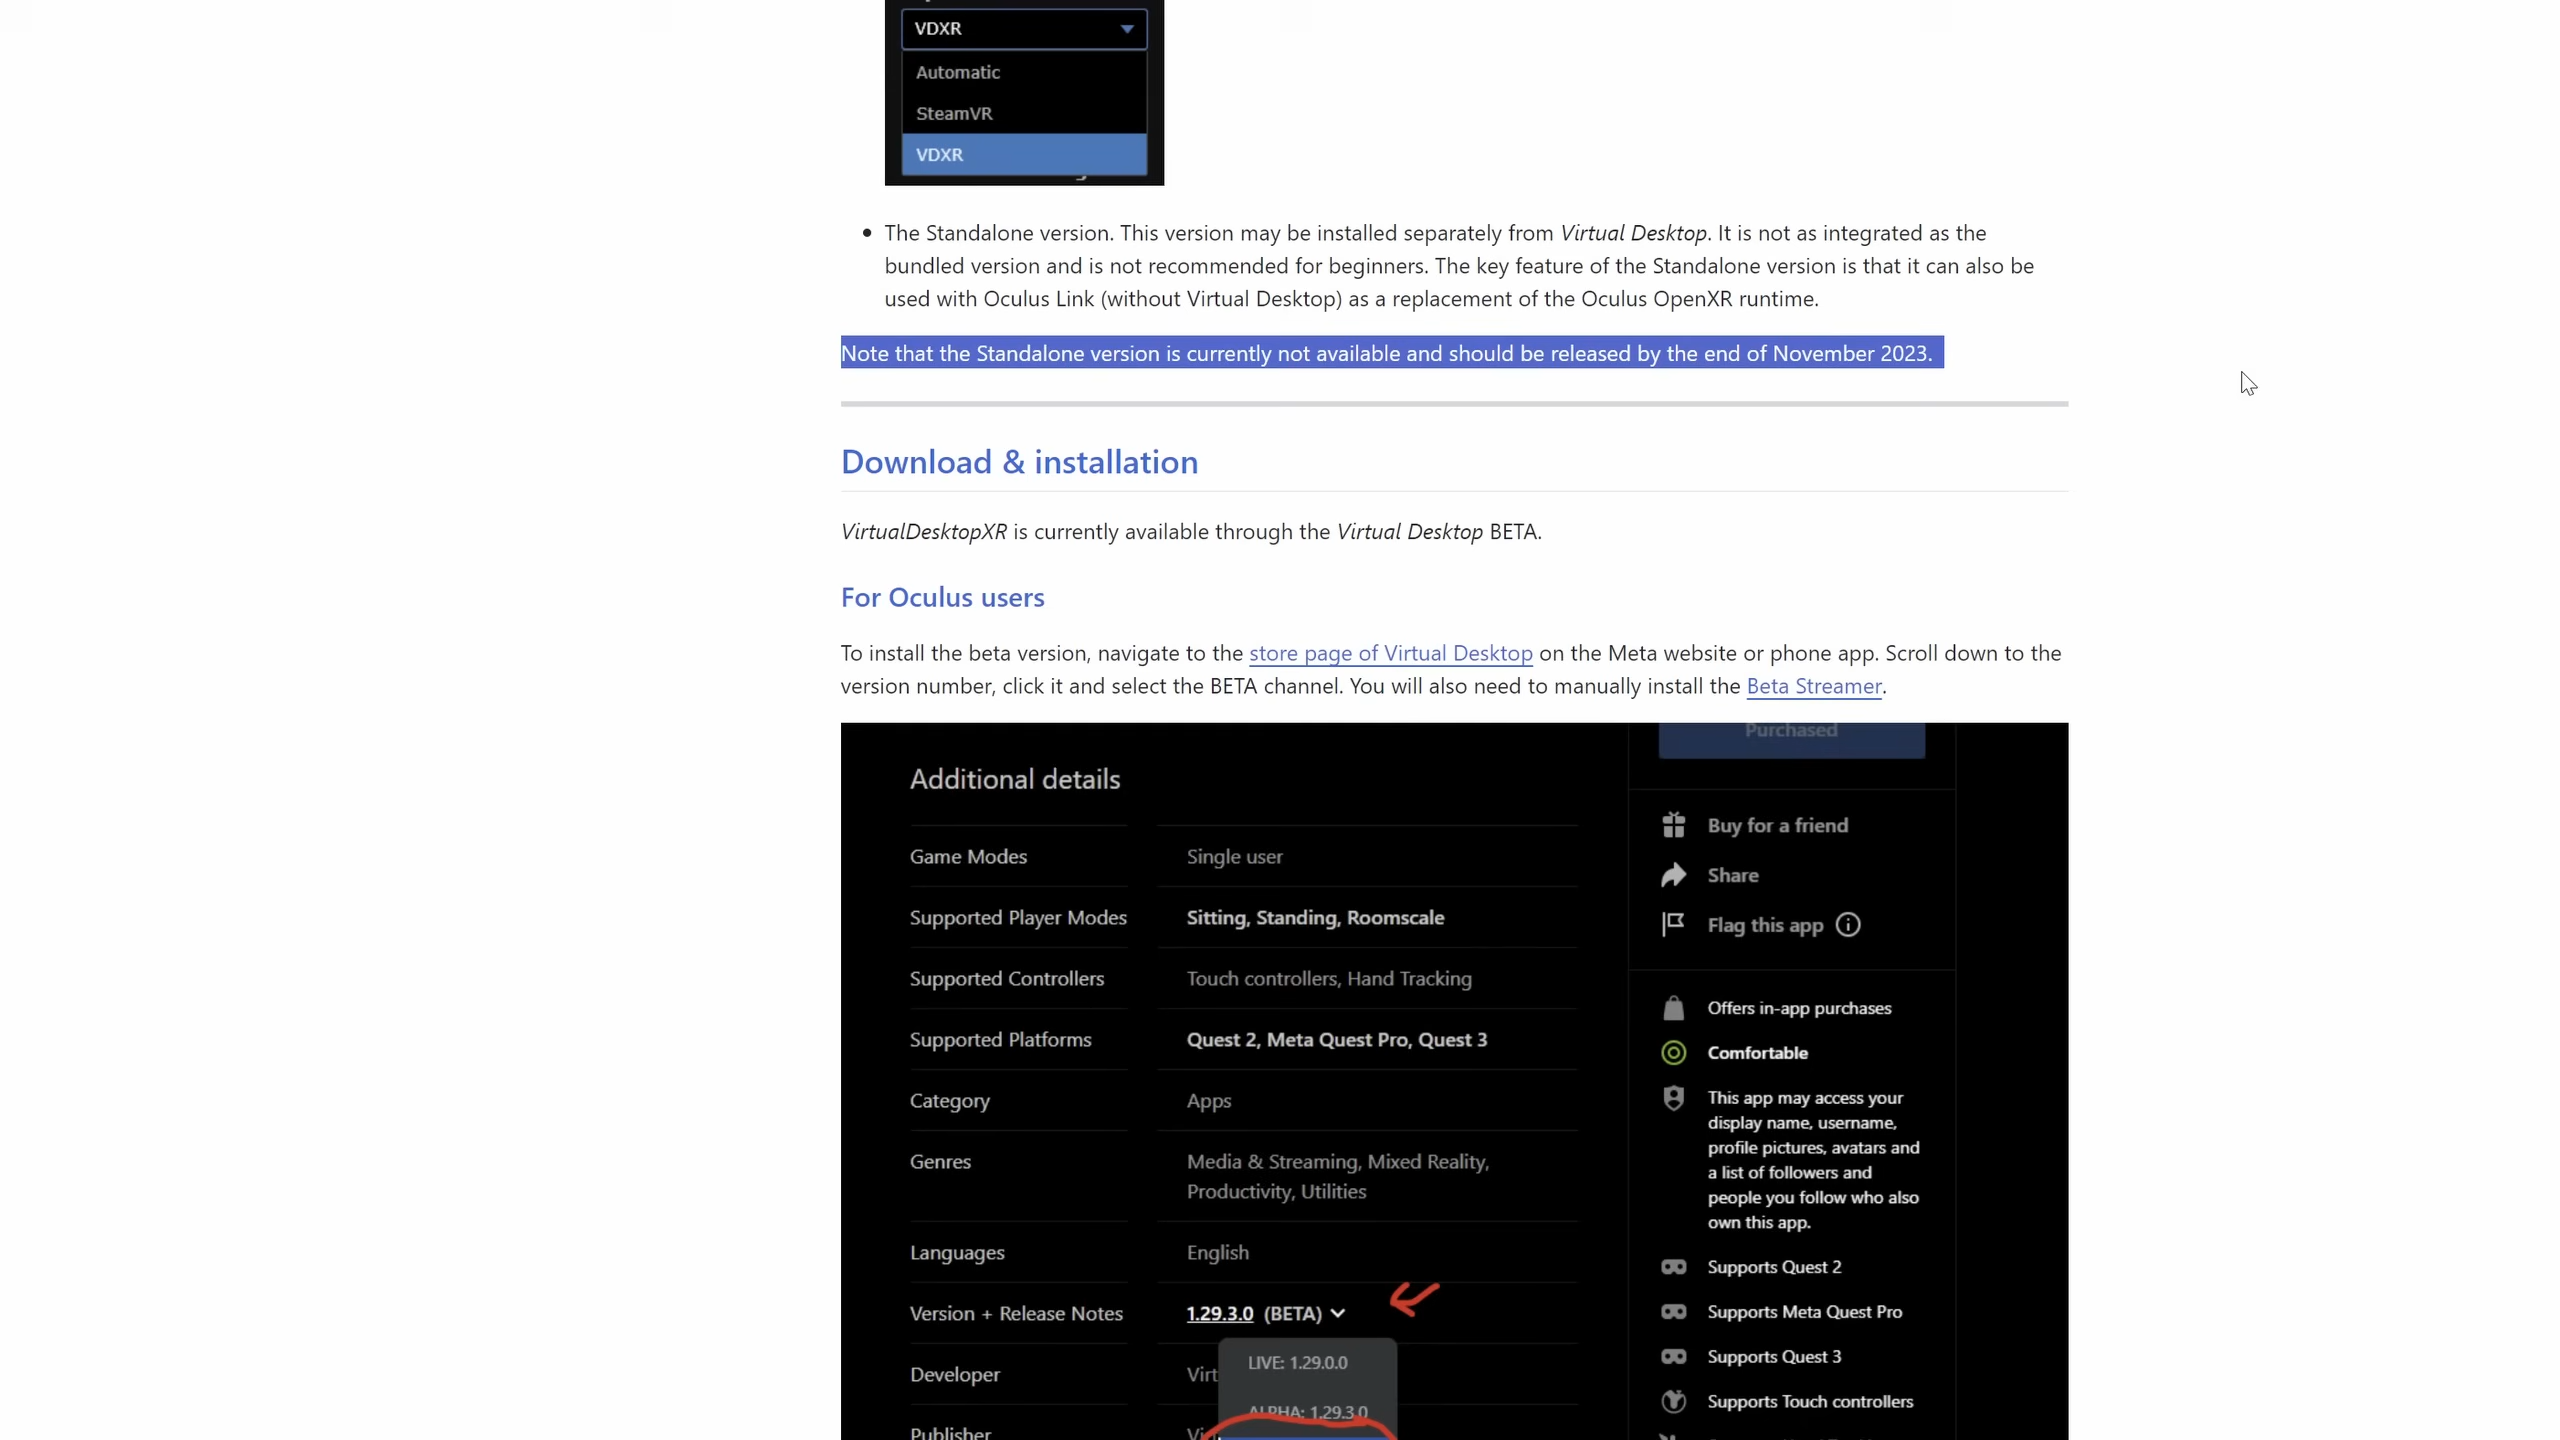 VDXR
Automatic
SteamVR
VDXR
The Standalone version. This version may be installed separately from Virtual Desktop. It is not as integrated as the
bundled version and is not recommended for beginners. The key feature of the Standalone version is that it can also be
used with Oculus Link (without Virtual Desktop) as a replacement of the Oculus OpenXR runtime.
Note that the Standalone version is currently not available and should be released by the end of November 2023.
Download & installation
VirtualDesktopXR is currently available through the Virtual Desktop BETA.
For Oculus users
To install the beta version, navigate to the store page of Virtual Desktop on the Meta website or phone app. Scroll down to the
version number, click it and select the BETA channel. You will also need to manually install the Beta Streamer.
Additional details
Game Modes Single user
Supported Player Modes Sitting, Standing, Roomscale
Supported Controllers Touch controllers, Hand Tracking
Supported Platforms Quest 2, Meta Quest Pro, Quest 3
Category Apps
Genres Media & Streaming, Mixed Reality,
Productivity, Utilities
Languages English
Version + Release Notes 1.29.3.0 (BETA)
LIVE: 1.29.0.0
Developer Virt
ALPHA: 1.29.3.0
Publisher
Purchased
Buy for a friend
Share
Flag this app
Offers in-app purchases
Comfortable
This app may access your
display name, username,
profile pictures, avatars and
a list of followers and
people you follow who also
own this app.
Supports Quest 2
Supports Meta Quest Pro
Supports Quest 3
Supports Touch controllers